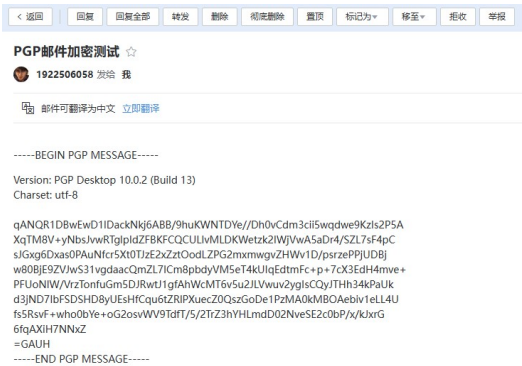 < 返回 回复 回复全部 转发 删除 彻底删除 置顶 标记为 移至 拒收 举报
PGP邮件加密测试
1922506058 发给 我
邮件可翻译为中文 立即翻译
-----BEGIN PGP MESSAGE-----
Version: PGP Desktop 10.0.2 (Build 13)
Charset: utf-8
qANQR1DBwEwD1IDackNkj6ABB/9huKWNTDYe//Dh0vCdm3cii5wqdwe9KzIs2P5A
XqTM8V+yNbsJvwRTgIpIdZFBKFCQCULIvMLDKWetzk2IWjVwA5aDr4/SZL7sF4pC
sJGxg6Dxas0PAuNfcr5Xt0TJzE2xZztOodLZPG2mxmwgvZHWv1D/psrzePPjUDBj
w80BjE9ZVJwS31vgdaacQmZL7ICm8pbdyVM5eT4kUIqEdtmFc+p+7cX3EdH4mve+
PFUoNIW/VrzTonfuGm5DJRwtJ1gfAhWcMT6v5u2JLVwuv2ygIsCQyJTHh34kPaUk
d3jND7IbFSDSHD8yUEsHfCqu6tZRIPXuecZ0QszGoDe1PzMA0kMBOAebiv1eLL4U
fs5RsvF+who0bYe+oG2osvWV9TdfT/5/2TrZ3hYHLmdD02NveSE2c0bP/x/kJxrG
6fqAXiH7NNxZ
=GAUH
-----END PGP MESSAGE-----